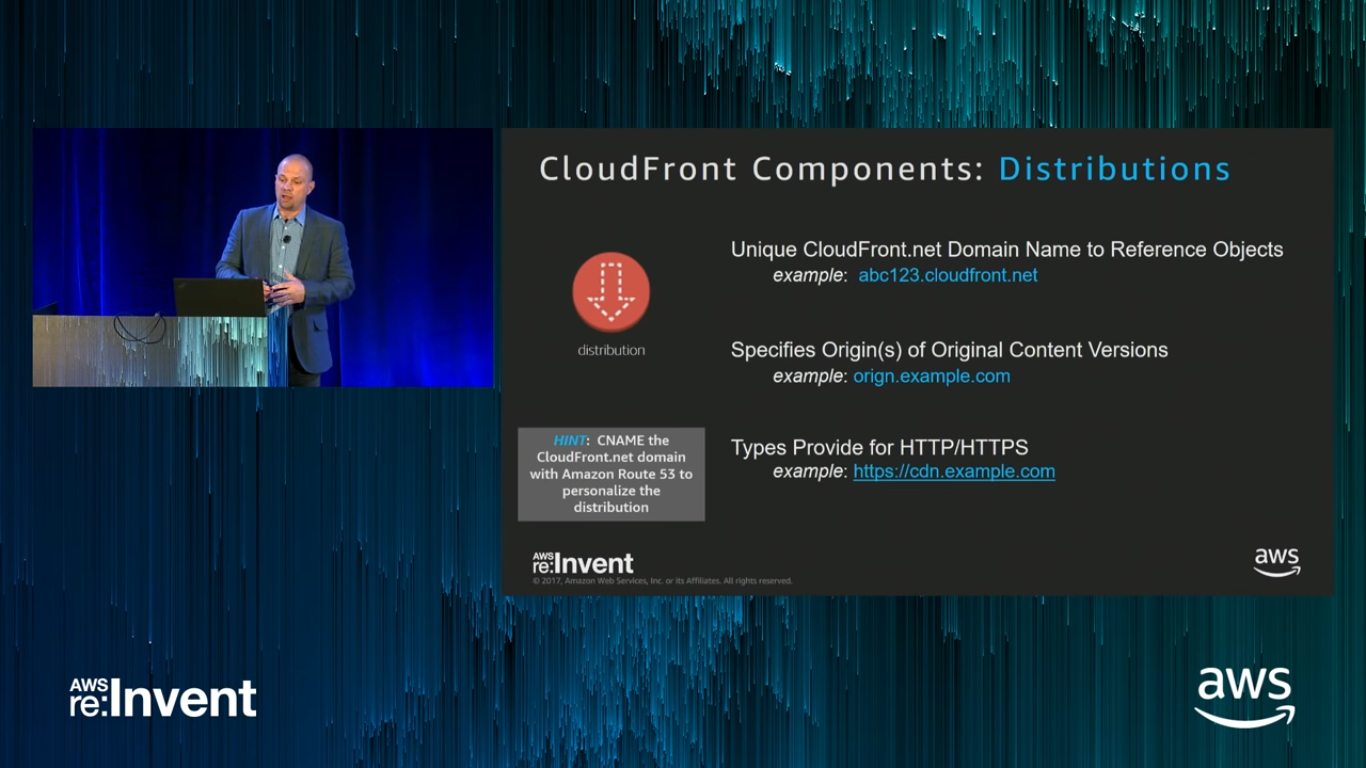 CloudFront Components: Distributions
Unique CloudFront.net Domain Name to Reference Objects
example: abc123.cloudfront.net
distribution
Specifies Origin(s) of Original Content Versions
example: orign.example.com
HINT: CNAME the
CloudFront.net domain
with Amazon Route 53 to
personalize the
distribution
Types Provide for HTTP/HTTPS
example: https://cdn.example.com
AWS
re:Invent
© 2017, Amazon Web Services, Inc. or its Affiliates. All rights reserved.
aws
AWS
re:Invent
aws